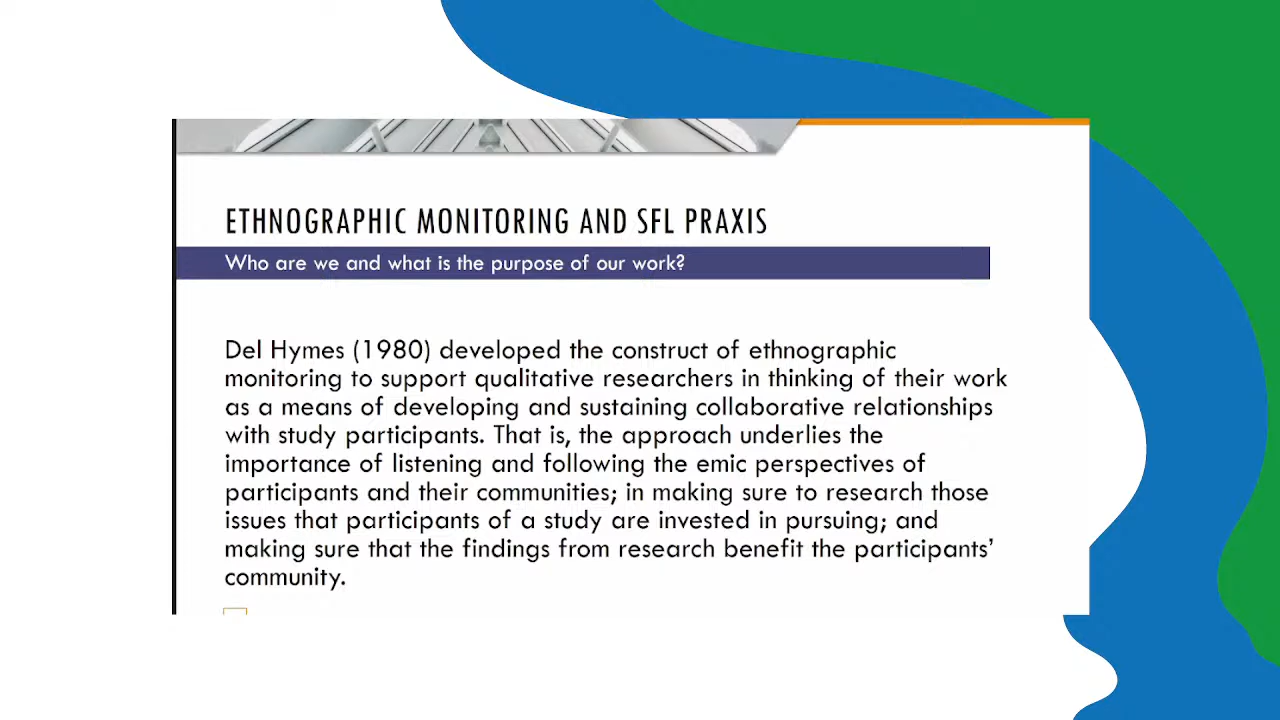 ETHNOGRAPHIC MONITORING AND SFL PRAXIS
Who are we and what is the purpose of our work?
Del Hymes (1980) developed the construct of ethnographic
monitoring to support qualitative researchers in thinking of their work
as a means of developing and sustaining collaborative relationships
with study participants. That is, the approach underlies the
importance of listening and following the emic perspectives of
participants and their communities; in making sure to research those
issues that participants of a study are invested in pursuing; and
making sure that the findings from research benefit the participants’
community.